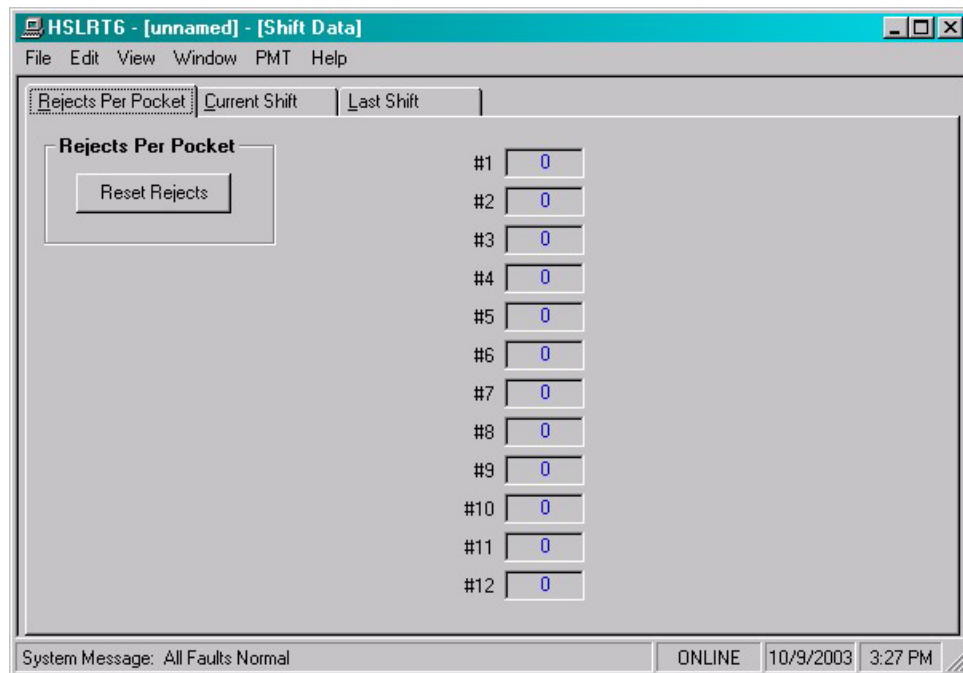 HSLRT6 - [unnamed] - [Shift Data]
File Edit View Window PMT Help
Rejects Per Pocket Current Shift Last Shift
Rejects Per Pocket
Reset Rejects
#1 0
#2 0
#3 0
#4 0
#5 0
#6 0
#7 0
#8 0
#9 0
#10 0
#11 0
#12 0
System Message: All Faults Normal ONLINE 10/9/2003 3:27 PM